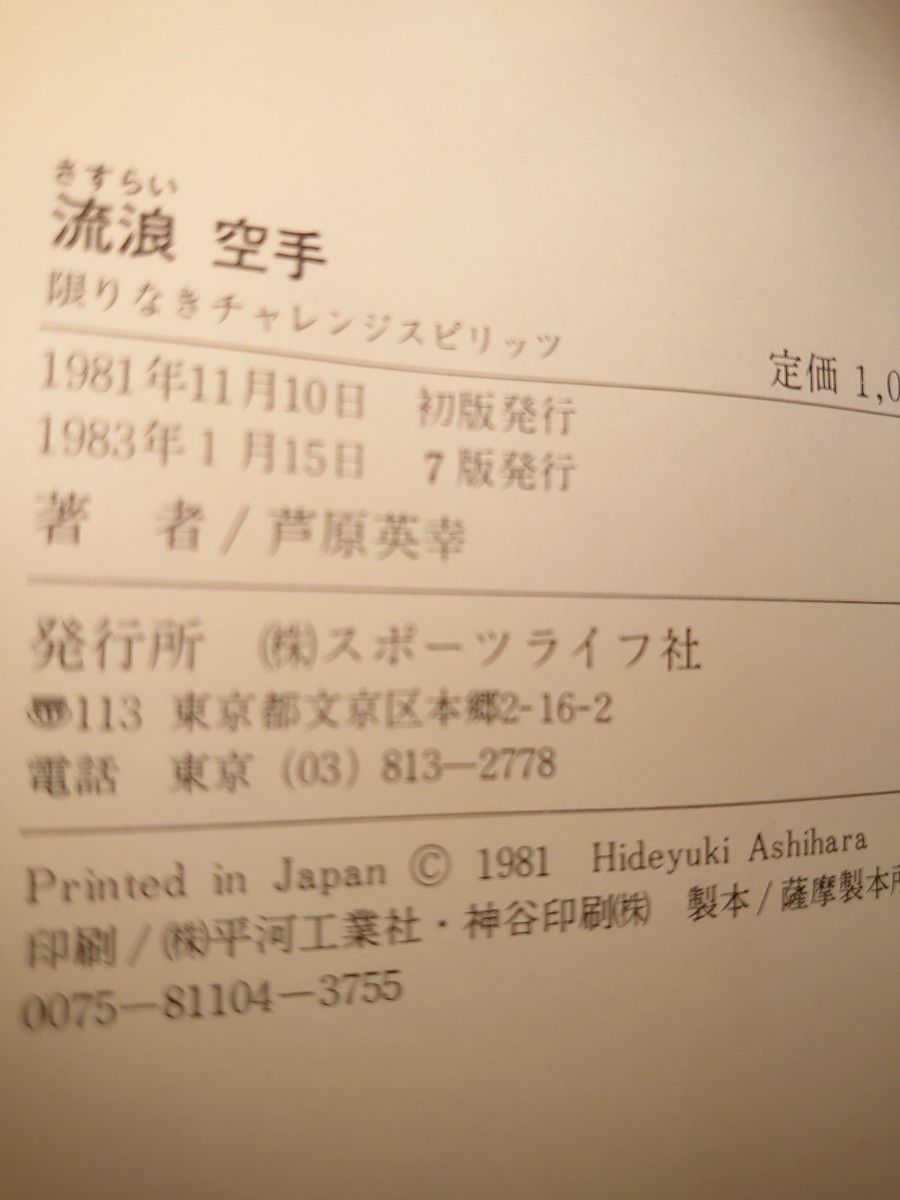 さすらい
流浪 空手
限りなきチャレンジスピリッツ
定価 1,0
1981年11月10日 初版発行
1983年1月15日 7版発行
著 者/芦原英幸
発行所 ㈱スポーツライフ社
〠113 東京都文京区本郷2-16-2
電話 東京 (03) 813―2778
Printed in Japan © 1981 Hideyuki Ashihara
印刷/㈱平河工業社・神谷印刷㈱ 製本/薩摩製本所
0075―81104―3755